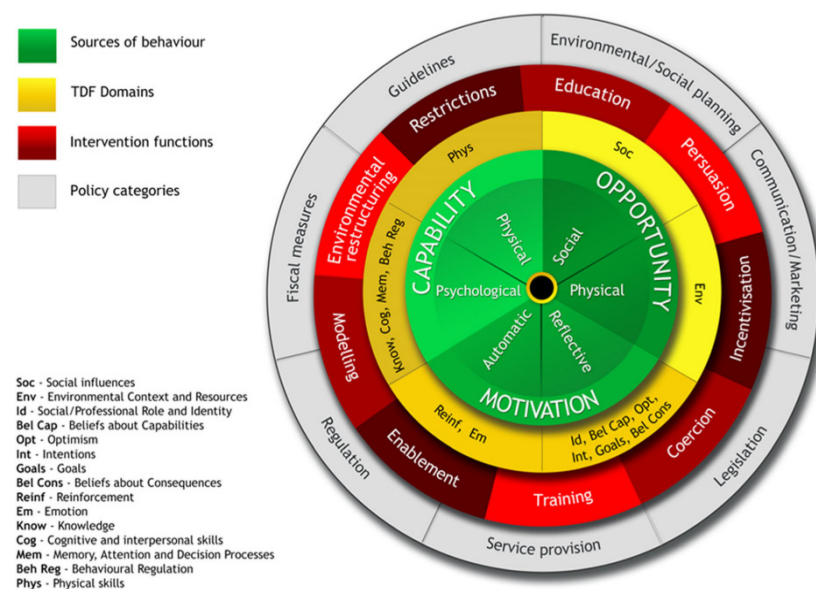 Sources of behaviour
TDF Domains
Intervention functions
Policy categories
Soc - Social influences
Env - Environmental Context and Resources
Id - Social/Professional Role and Identity
Bel Cap - Beliefs about Capabilities
Opt - Optimism
Int - Intentions
Goals - Goals
Bel Cons - Beliefs about Consequences
Reinf - Reinforcement
Em - Emotion
Know - Knowledge
Cog - Cognitive and interpersonal skills
Mem - Memory, Attention and Decision Processes
Beh Reg - Behavioural Regulation
Phys - Physical skills
Guidelines
Environmental/Social planning
Communication/Marketing
Legislation
Service provision
Regulation
Fiscal measures
Restrictions
Education
Persuasion
Incentivisation
Coercion
Training
Enablement
Modelling
Environmental
restructuring
Phys
Soc
Env
Id, Bel Cap, Opt,
Int, Goals, Bel Cons
Reinf, Em
Know, Cog, Mem, Beh Reg
CAPABILITY
OPPORTUNITY
MOTIVATION
Physical
Social
Physical
Reflective
Automatic
Psychological